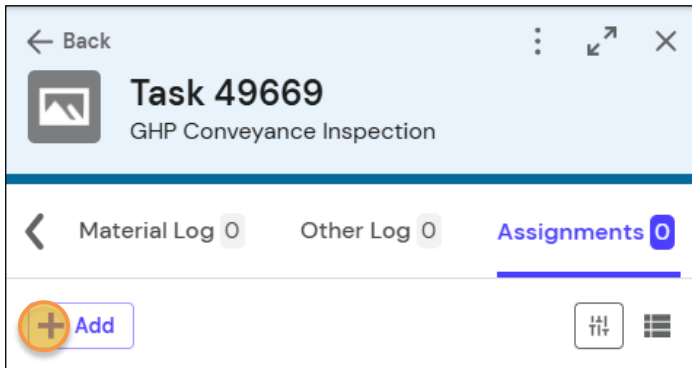 Back
Task 49669
GHP Conveyance Inspection
Material Log 0 Other Log 0 Assignments 0
Add